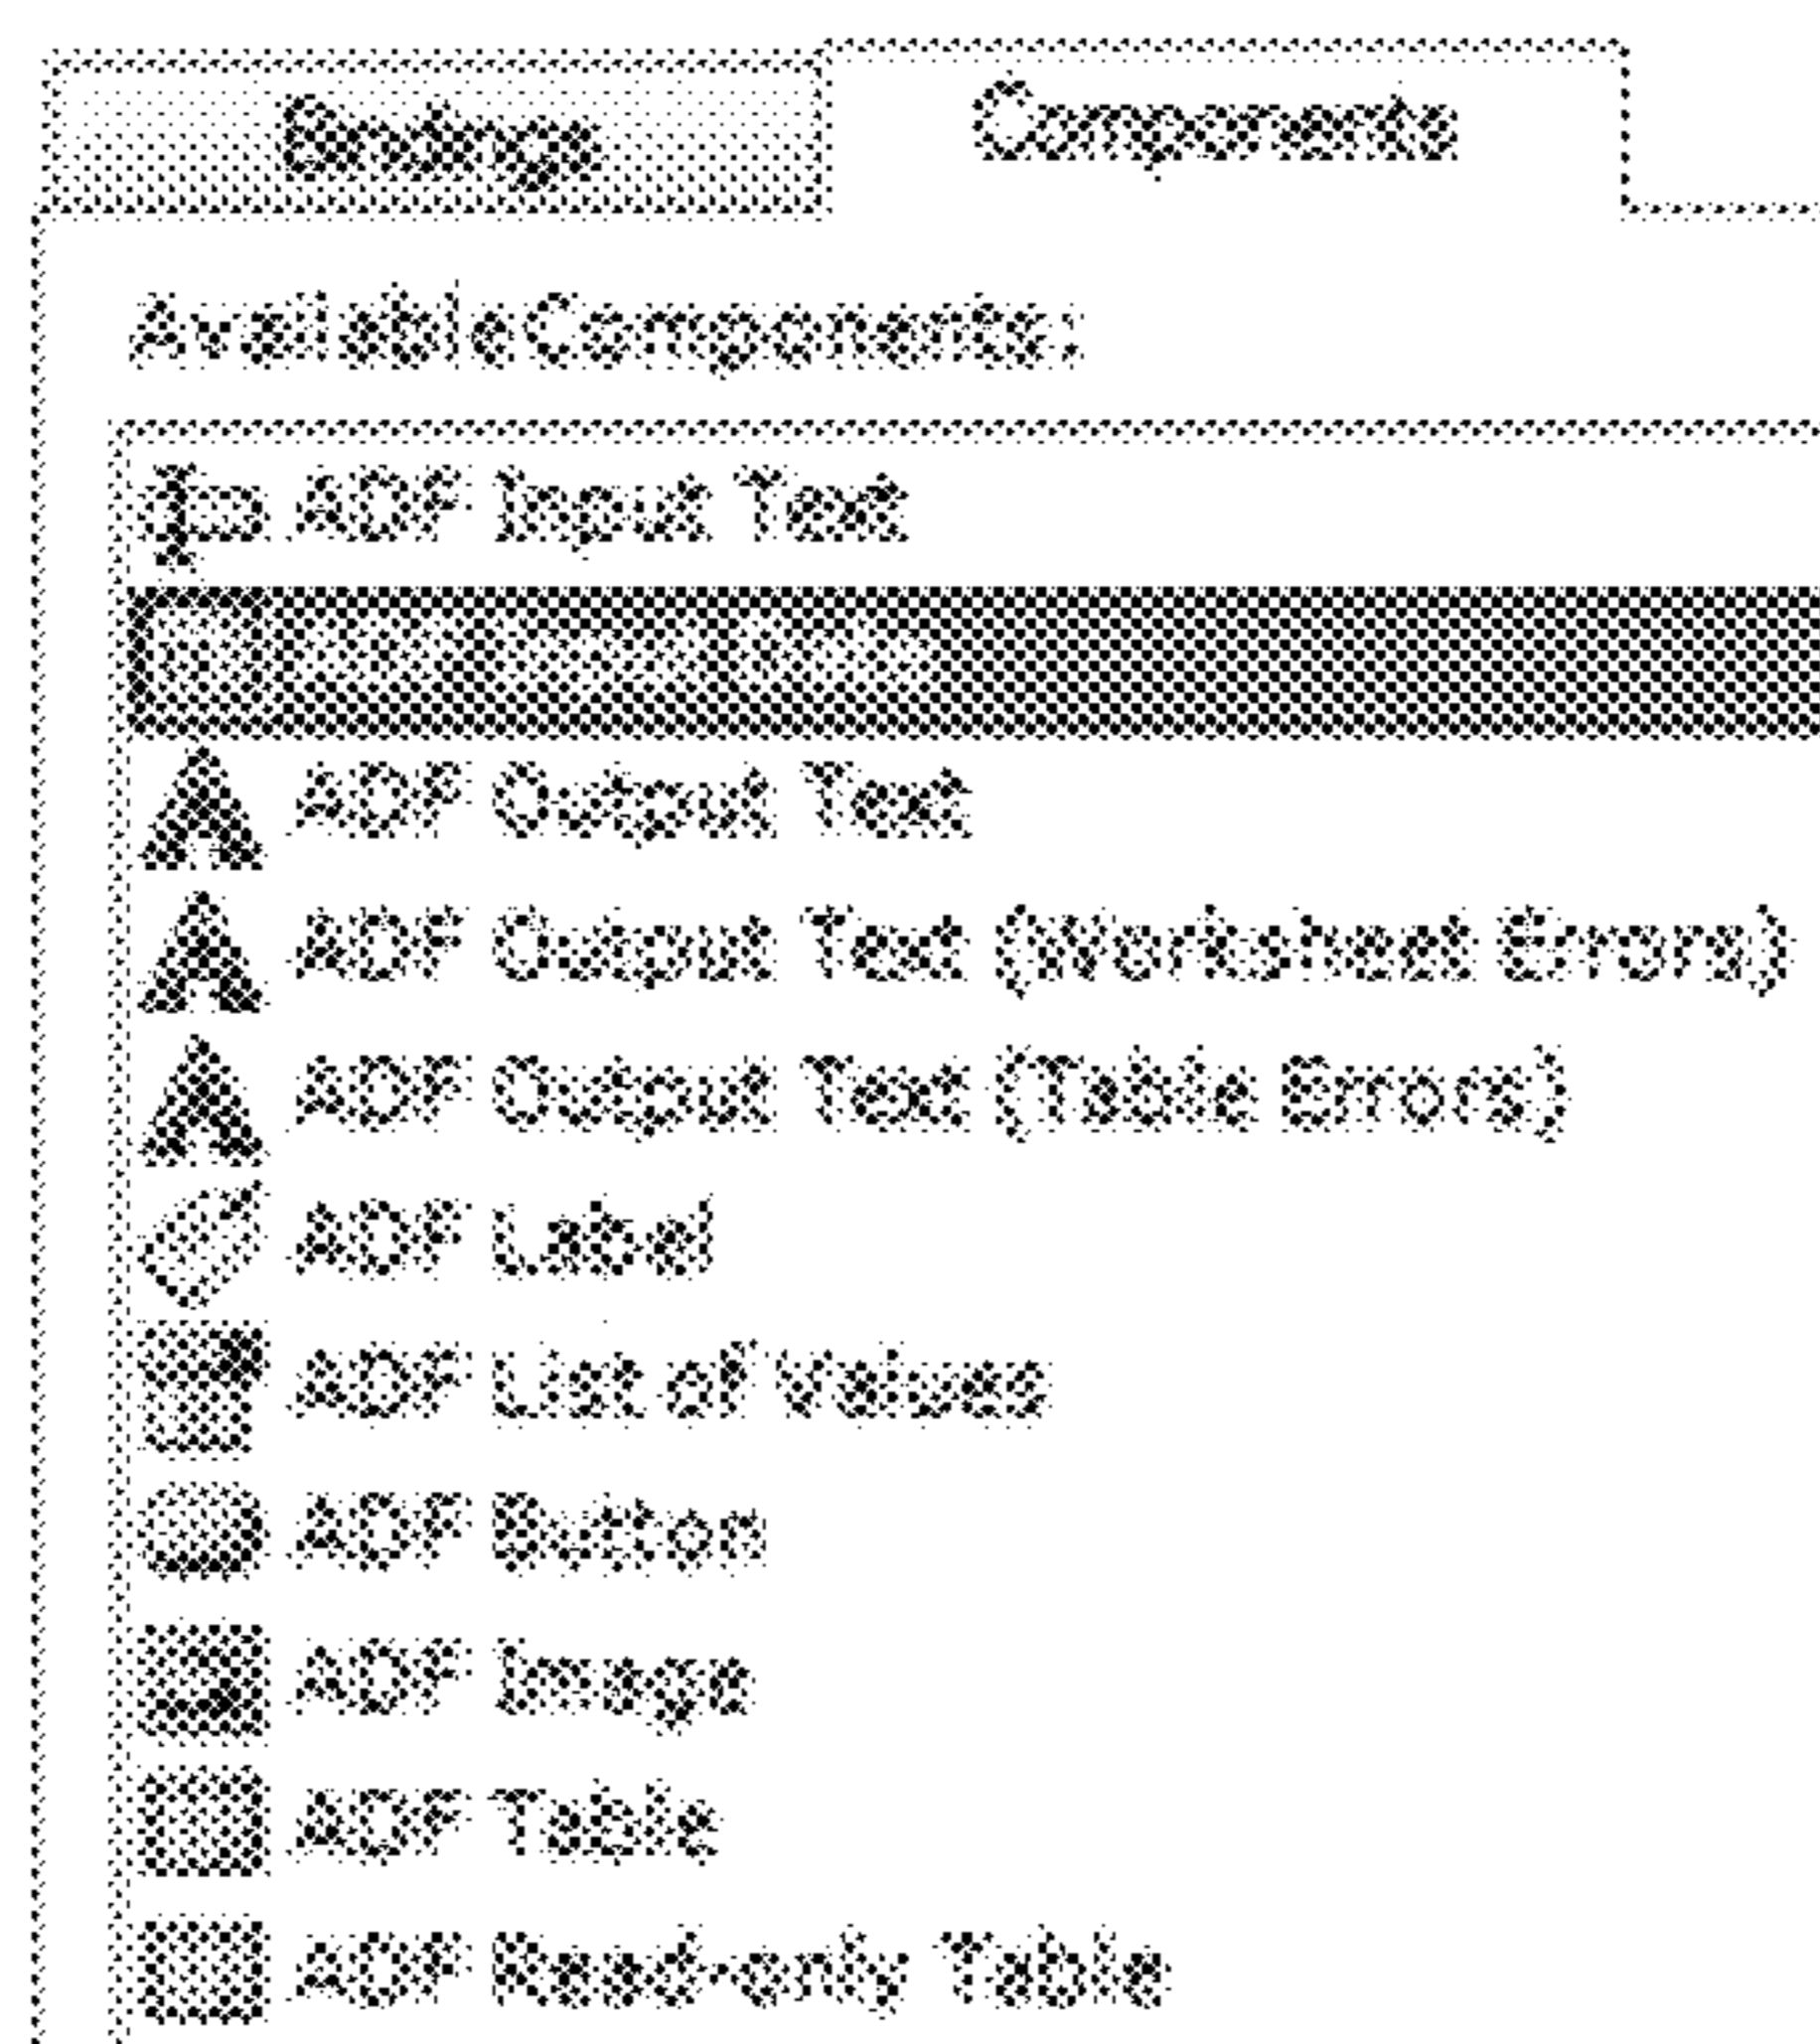 Bindings Components
Available Components:
ADF Input Text
ADF Output Text
ADF Output Text (Worksheet Errors)
ADF Output Text (Table Errors)
ADF Label
ADF List of Values
ADF Button
ADF Image
ADF Table
ADF Read-only Table